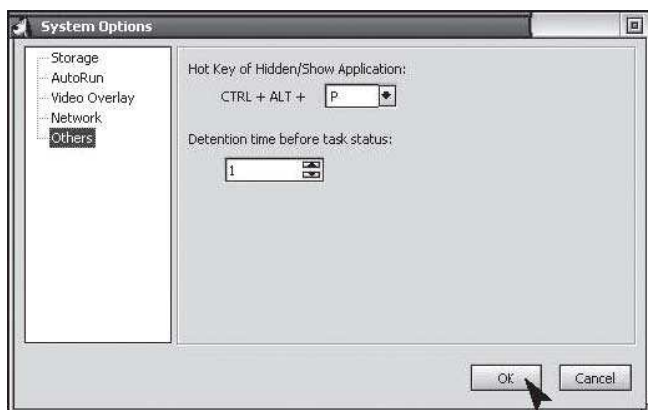 System Options
Storage
AutoRun
Video Overlay
Network
Others
Hot Key of Hidden/Show Application:
CTRL + ALT + P
Detention time before task status:
1
OK Cancel